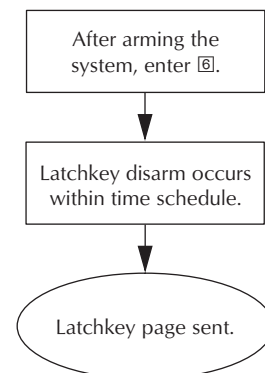 After arming the
system, enter 6.
Latchkey disarm occurs
within time schedule.
Latchkey page sent.